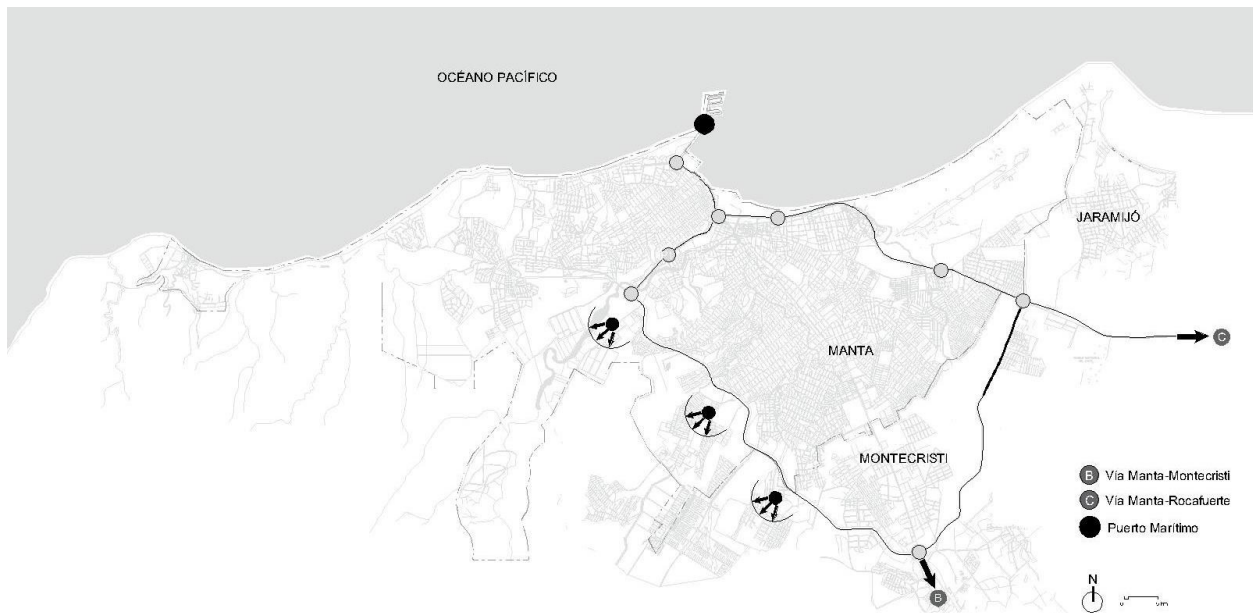 OCÉANO PACÍFICO
JARAMIJÓ
C
MANTA
MONTECRISTI
B Vía Manta-Montecristi
C Vía Manta-Rocafuerte
Puerto Marítimo
N
B